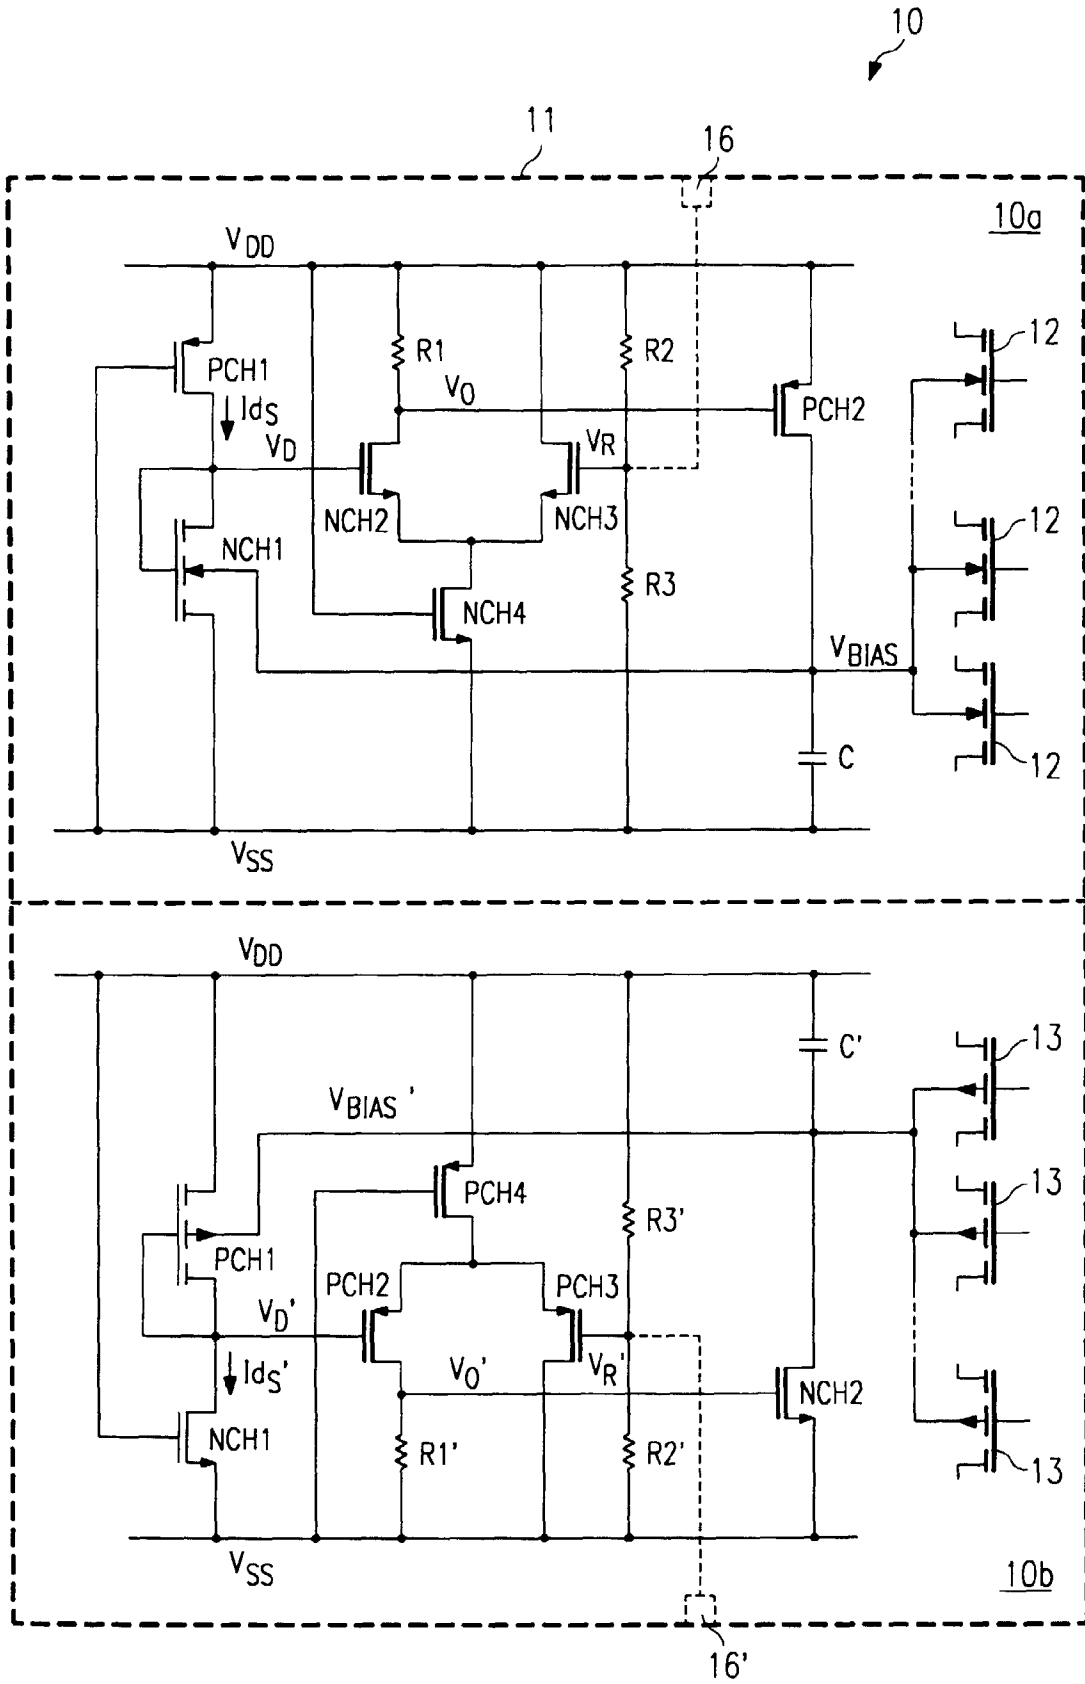 10
11
16
10a
VDD
12
PCH1
R1
R2
IdS
VO
PCH2
VD
VR
12
NCH2
NCH3
NCH1
R3
NCH4
VBIAS
C
12
VSS
VDD
13
C'
VBIAS'
13
PCH4
R3'
PCH1
PCH2
PCH3
VD'
IdS'
VO'
VR'
NCH2
NCH1
R1'
R2'
13
VSS
10b
16'